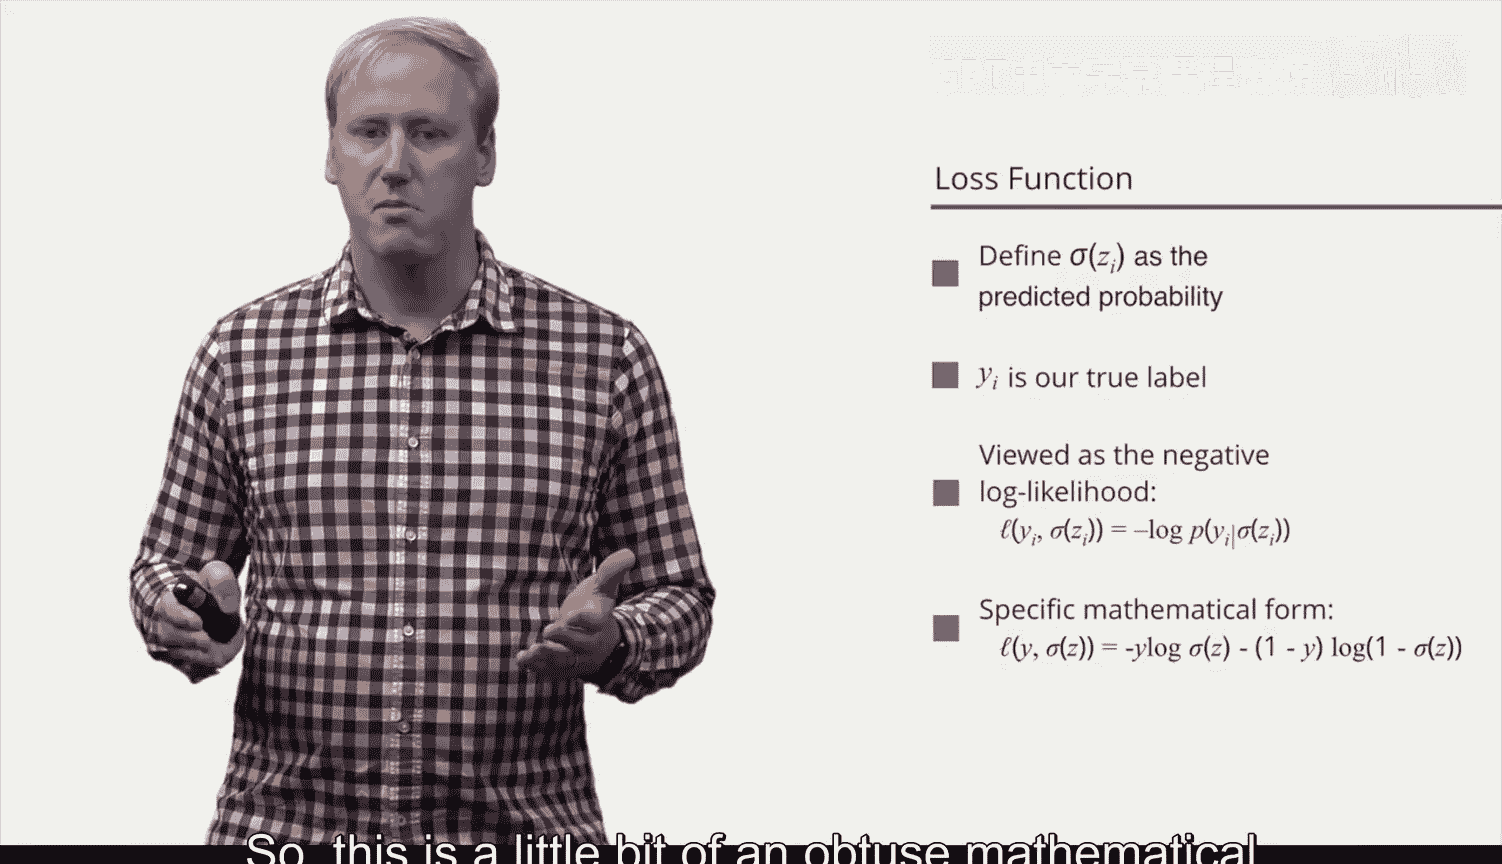 Loss Function
Define σ(zᵢ) as the
predicted probability
yᵢ is our true label
Viewed as the negative
log-likelihood:
ℓ(yᵢ, σ(zᵢ)) = –log p(yᵢ|σ(zᵢ))
Specific mathematical form:
ℓ(y, σ(z)) = -ylog σ(z) - (1 - y) log(1 - σ(z))
So, this is a little bit of an obtuse mathematical